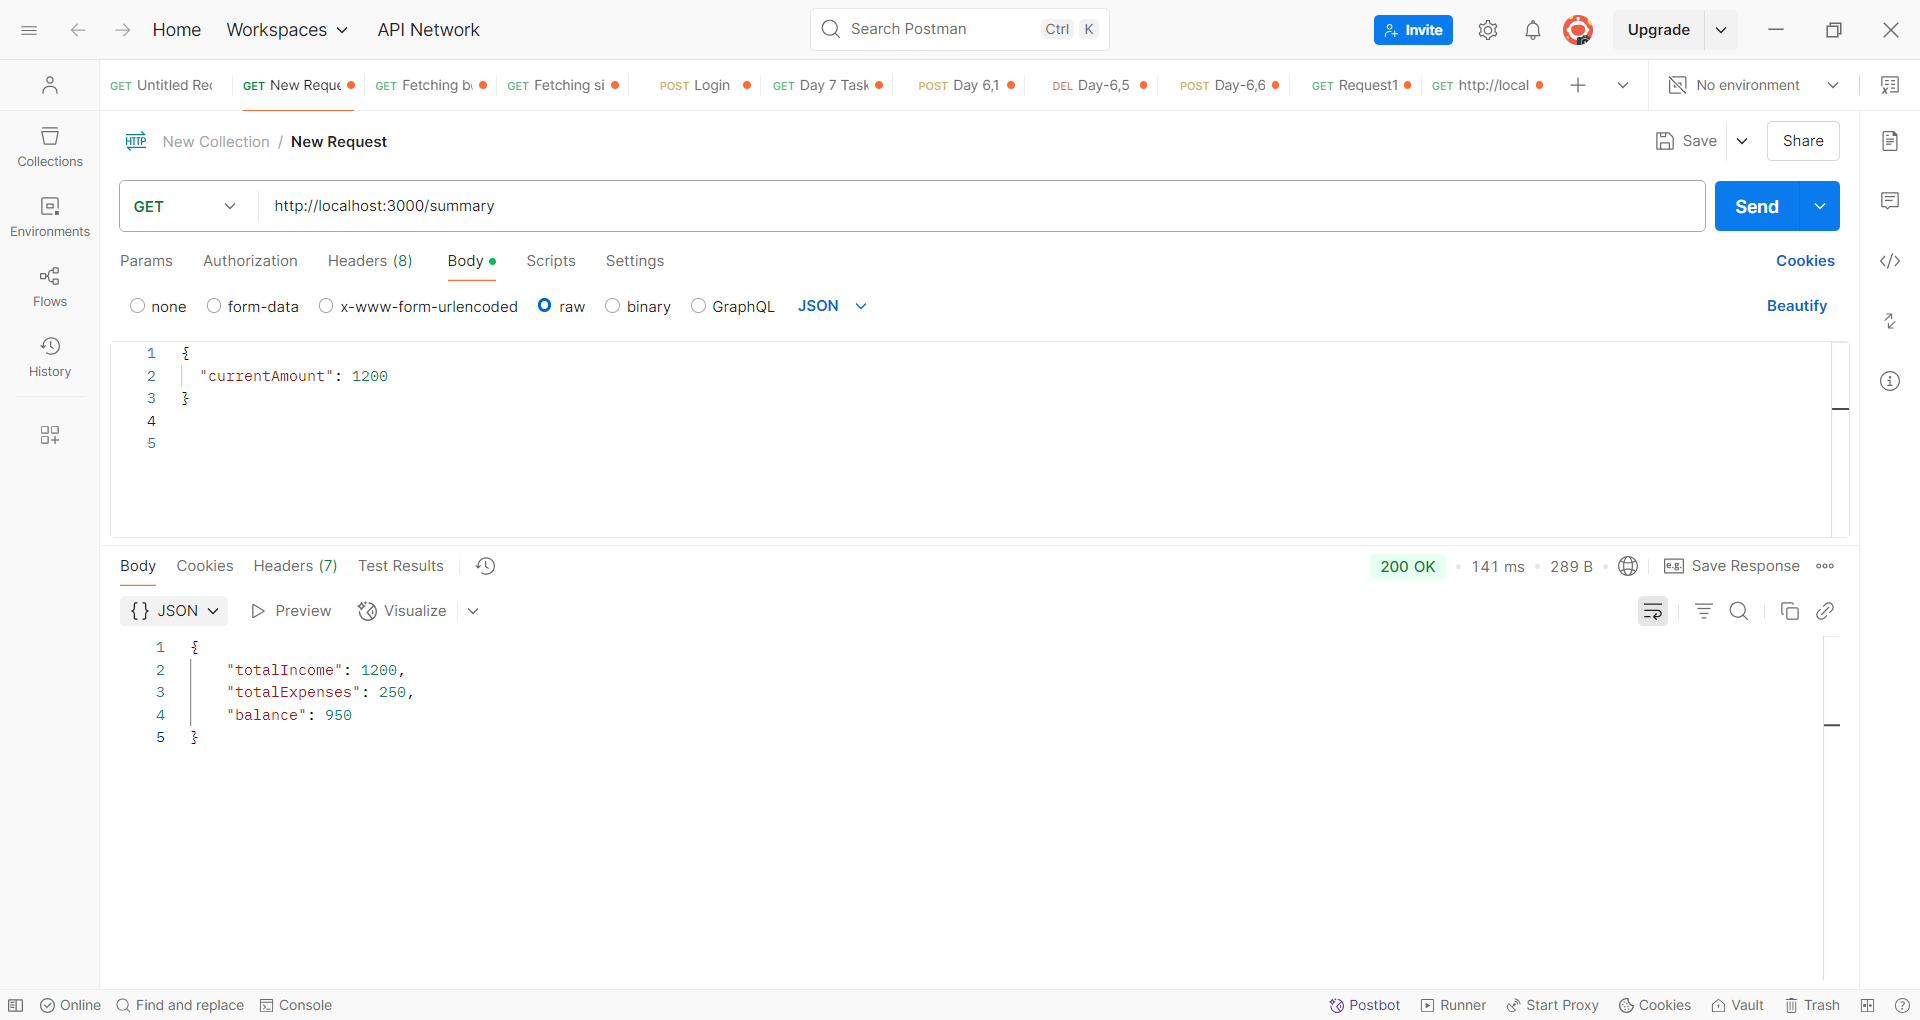 Home Workspaces API Network Search Postman Ctrl K Invite Upgrade
GET Untitled Rec GET New Reque GET Fetching b GET Fetching si POST Login GET Day 7 Task POST Day 6,1 DEL Day-6,5 POST Day-6,6 GET Request1 GET http://local No environment
HTTP New Collection / New Request Save Share
GET http://localhost:3000/summary Send
Params Authorization Headers (8) Body Scripts Settings Cookies
none form-data x-www-form-urlencoded raw binary GraphQL JSON Beautify
Collections
Environments
Flows
History
1 {
2 "currentAmount": 1200
3 }
4
5
Body Cookies Headers (7) Test Results 200 OK 141 ms 289 B e.g. Save Response
{} JSON Preview Visualize
1 {
2 "totalIncome": 1200,
3 "totalExpenses": 250,
4 "balance": 950
5 }
Online Find and replace Console Postbot Runner Start Proxy Cookies Vault Trash